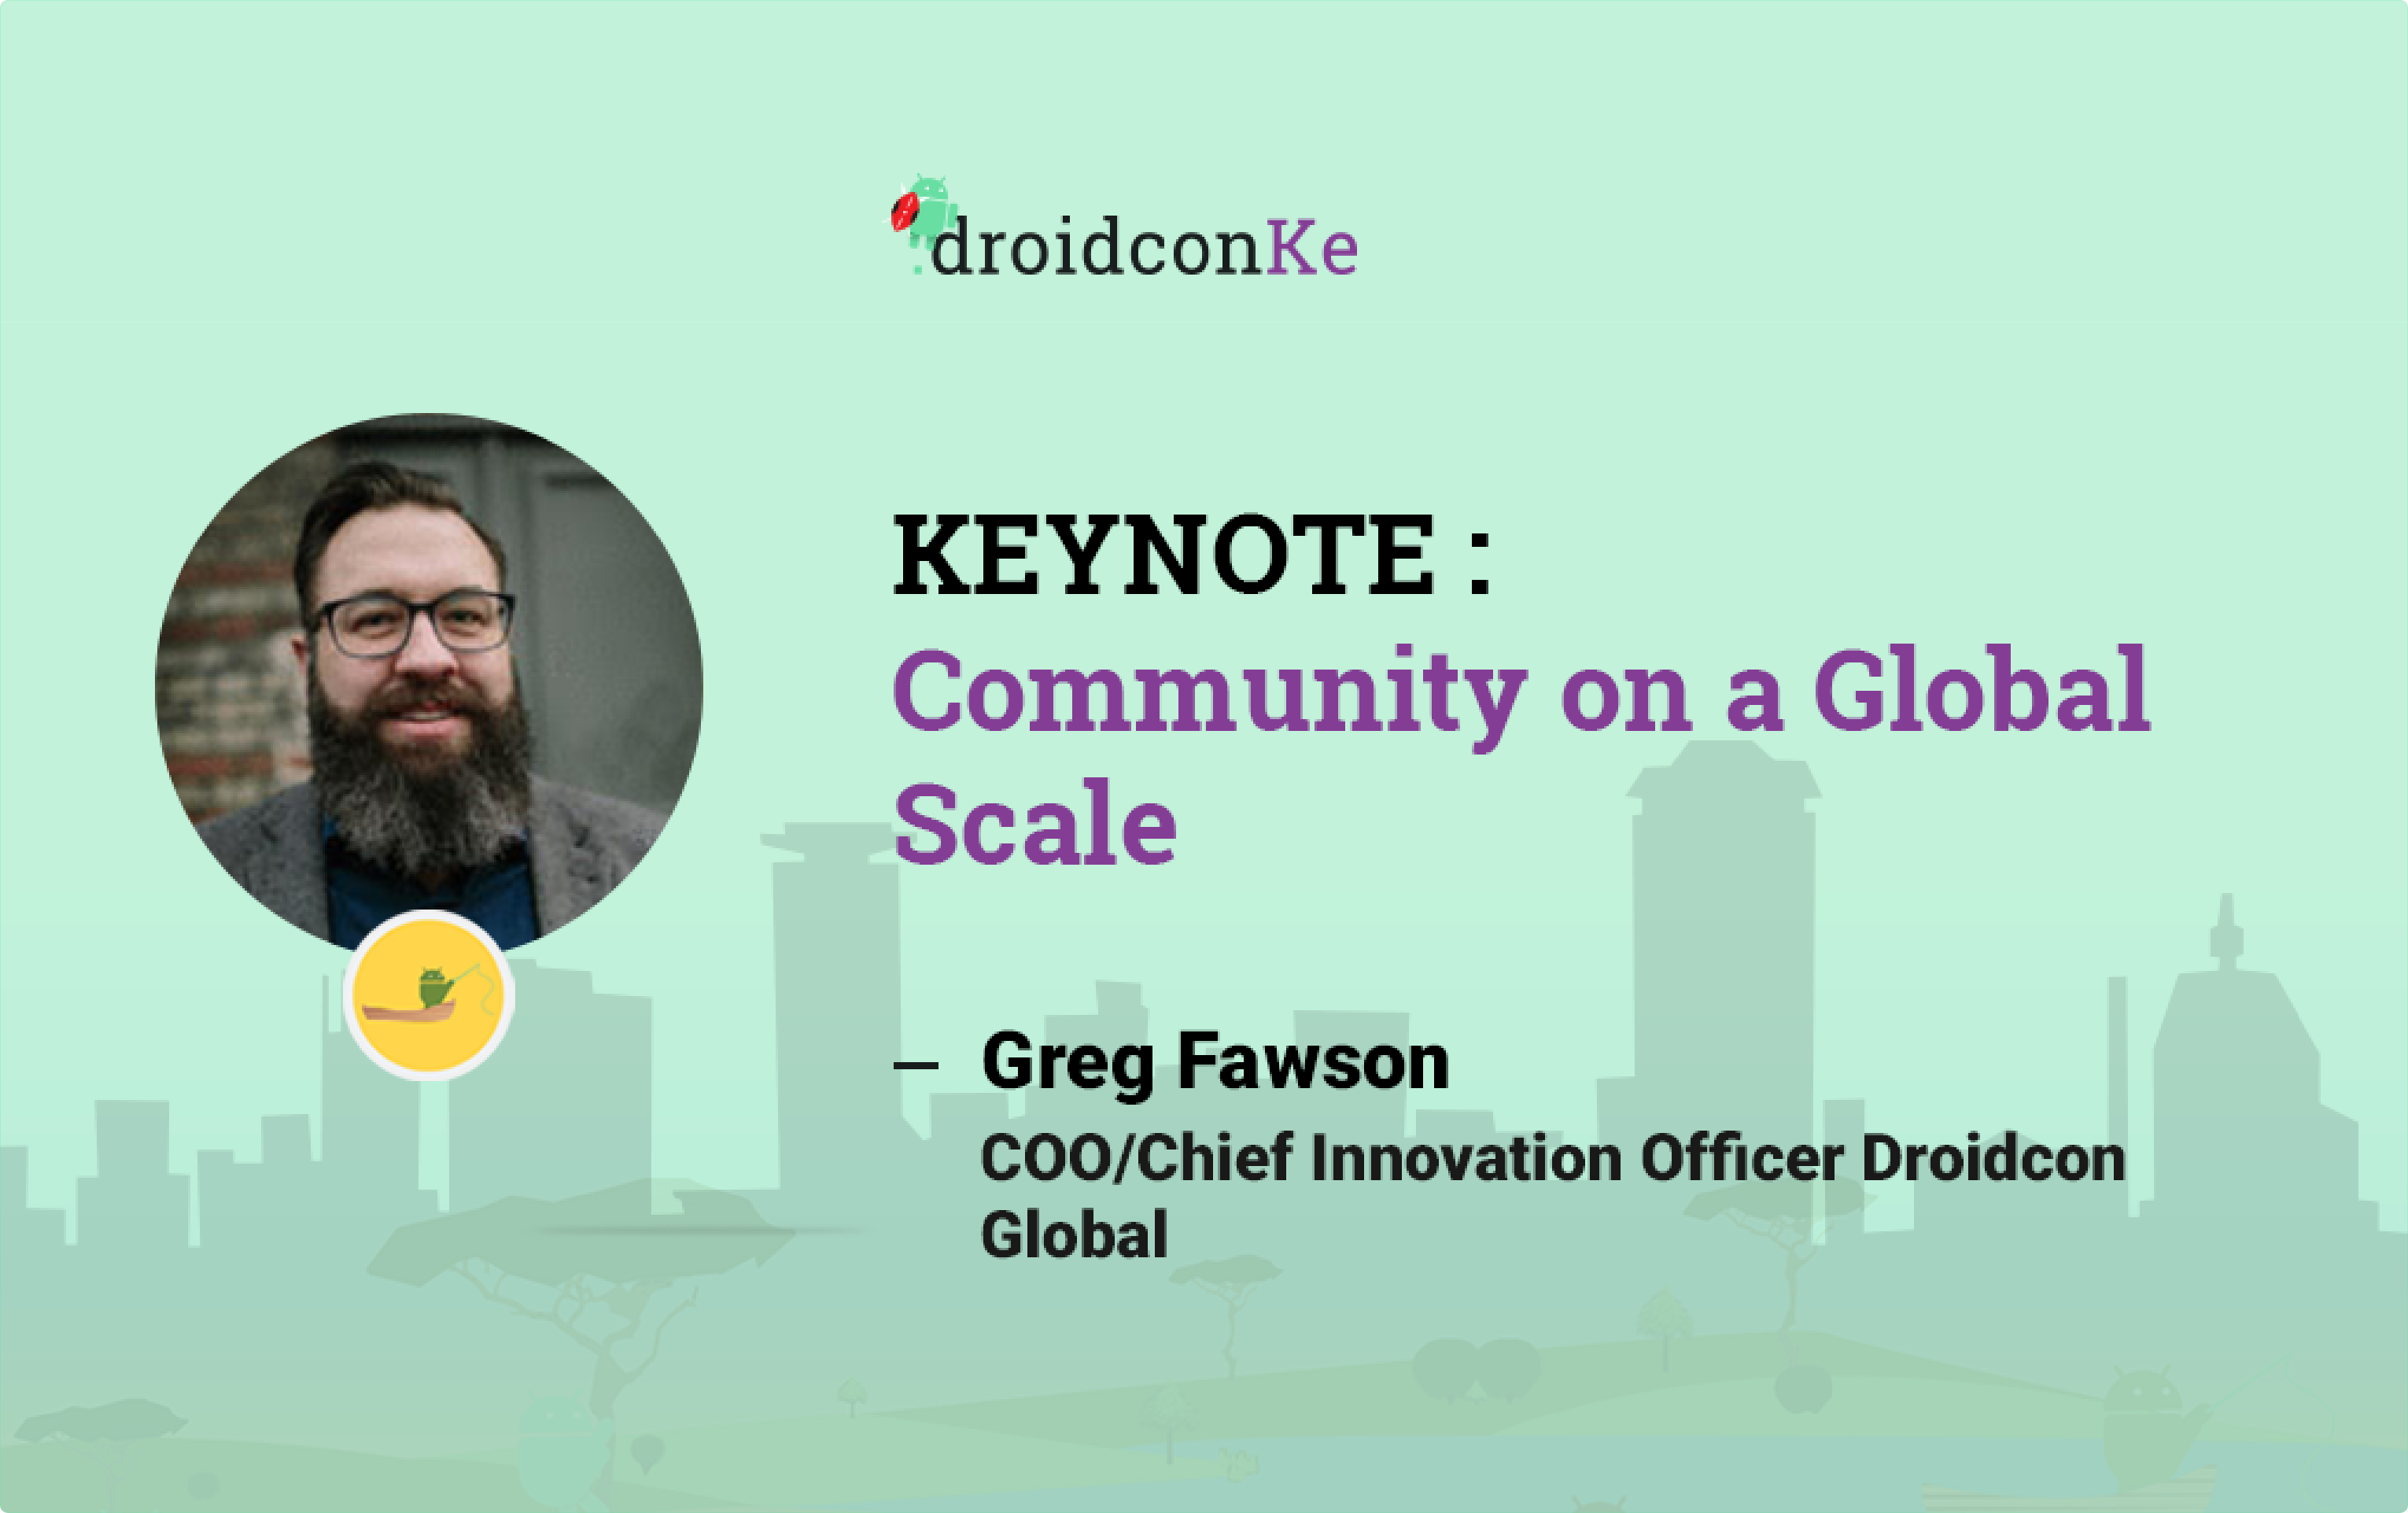 droidconKe
KEYNOTE :
Community on a Global
Scale
– Greg Fawson
COO/Chief Innovation Officer Droidcon
Global